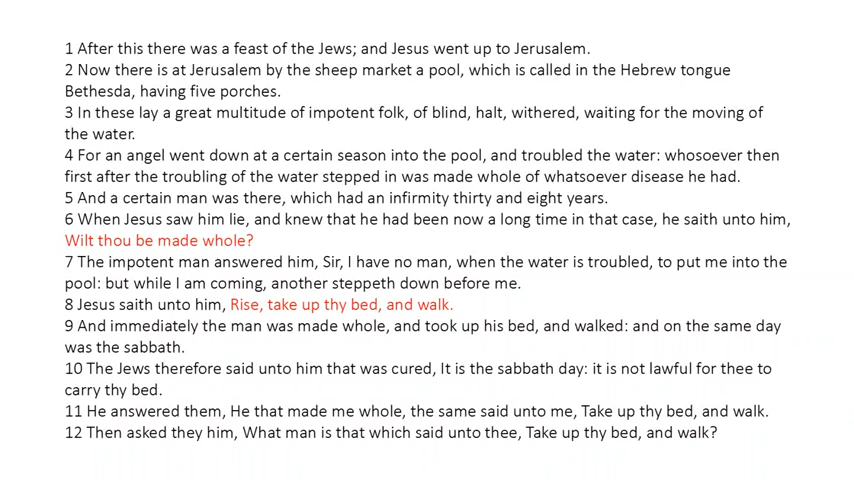 1 After this there was a feast of the Jews; and Jesus went up to Jerusalem.
2 Now there is at Jerusalem by the sheep market a pool, which is called in the Hebrew tongue
Bethesda, having five porches.
3 In these lay a great multitude of impotent folk, of blind, halt, withered, waiting for the moving of
the water.
4 For an angel went down at a certain season into the pool, and troubled the water: whosoever then
first after the troubling of the water stepped in was made whole of whatsoever disease he had.
5 And a certain man was there, which had an infirmity thirty and eight years.
6 When Jesus saw him lie, and knew that he had been now a long time in that case, he saith unto him,
Wilt thou be made whole?
7 The impotent man answered him, Sir, I have no man, when the water is troubled, to put me into the
pool: but while I am coming, another steppeth down before me.
8 Jesus saith unto him, Rise, take up thy bed, and walk.
9 And immediately the man was made whole, and took up his bed, and walked: and on the same day
was the sabbath.
10 The Jews therefore said unto him that was cured, It is the sabbath day: it is not lawful for thee to
carry thy bed.
11 He answered them, He that made me whole, the same said unto me, Take up thy bed, and walk.
12 Then asked they him, What man is that which said unto thee, Take up thy bed, and walk?